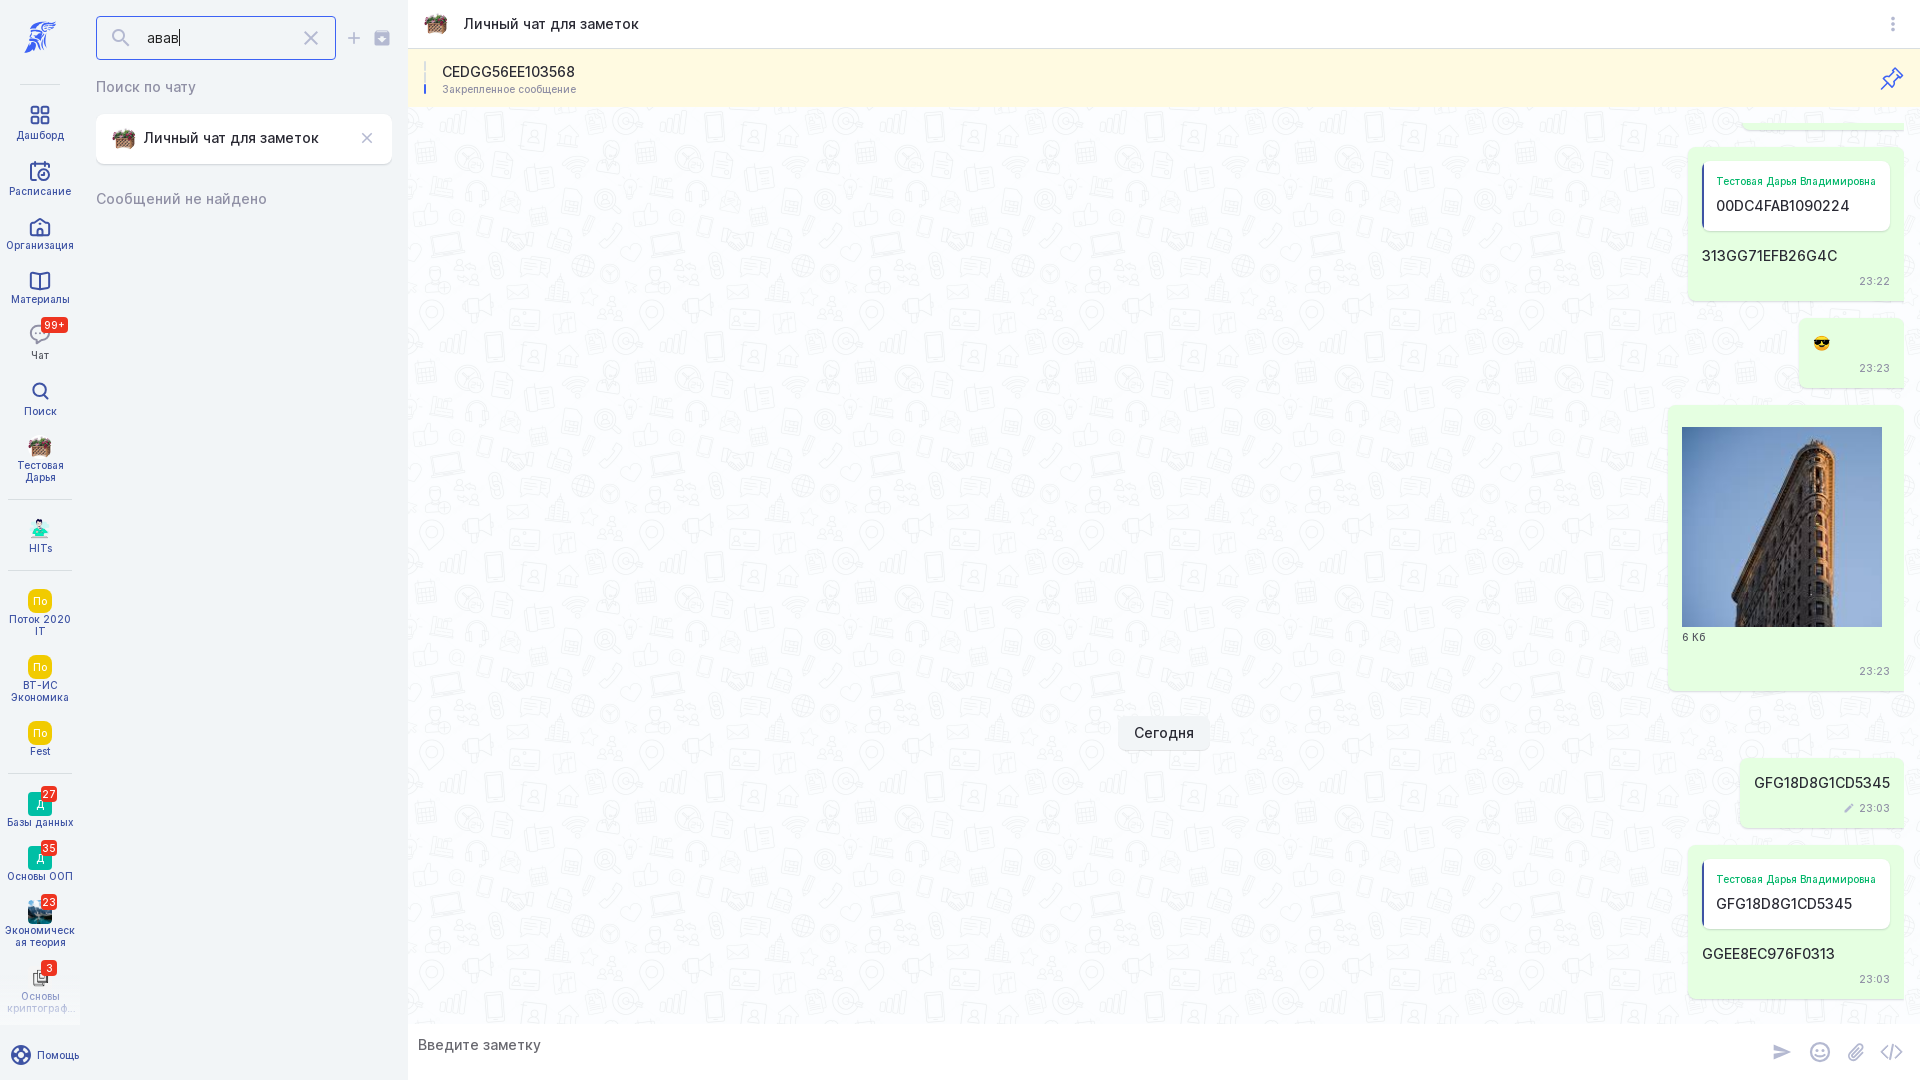 Дашборд
Расписание
Организация
Материалы
99+
Чат
Поиск
Тестовая
Дарья
HITs
По
Поток 2020
IT
По
ВТ-ИС
Экономика
По
Fest
27
Д
Базы данных
35
Д
Основы ООП
23
Экономическ
ая теория
3
Основы
криптограф...
Помощь
авав
Поиск по чату
Личный чат для заметок
Сообщений не найдено
Личный чат для заметок
CEDGG56EE103568
Закрепленное сообщение
Тестовая Дарья Владимировна
00DC4FAB1090224
313GG71EFB26G4C
23:22
😎
23:23
6 Кб
23:23
Сегодня
GFG18D8G1CD5345
23:03
Тестовая Дарья Владимировна
GFG18D8G1CD5345
GGEE8EC976F0313
23:03
Введите заметку